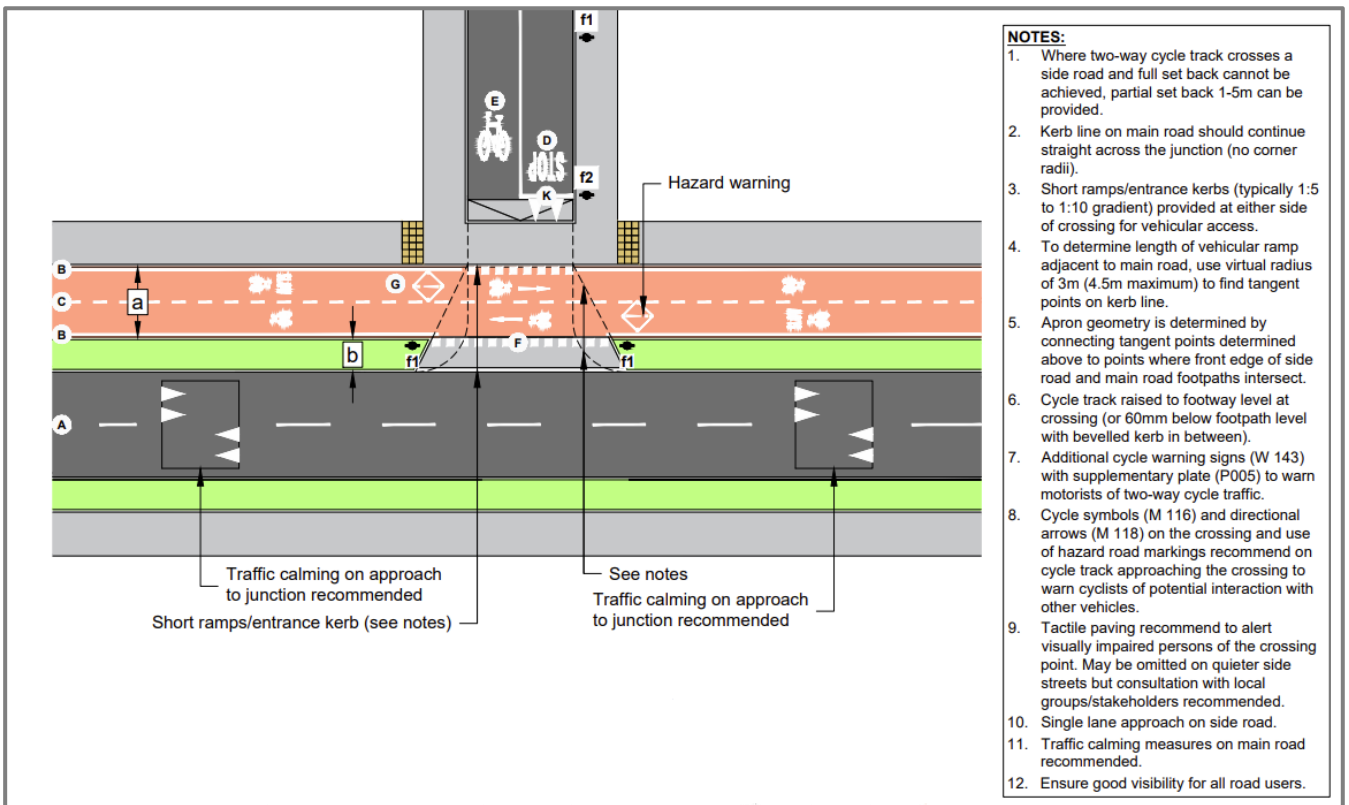 f1
E
D
STOP
f2
K
Hazard warning
B
G
a
C
B
F
b
f1
f1
A
Traffic calming on approach
to junction recommended
Short ramps/entrance kerb (see notes)
See notes
Traffic calming on approach
to junction recommended
NOTES:
1. Where two-way cycle track crosses a
side road and full set back cannot be
achieved, partial set back 1-5m can be
provided.
2. Kerb line on main road should continue
straight across the junction (no corner
radii).
3. Short ramps/entrance kerbs (typically 1:5
to 1:10 gradient) provided at either side
of crossing for vehicular access.
4. To determine length of vehicular ramp
adjacent to main road, use virtual radius
of 3m (4.5m maximum) to find tangent
points on kerb line.
5. Apron geometry is determined by
connecting tangent points determined
above to points where front edge of side
road and main road footpaths intersect.
6. Cycle track raised to footway level at
crossing (or 60mm below footpath level
with bevelled kerb in between).
7. Additional cycle warning signs (W 143)
with supplementary plate (P005) to warn
motorists of two-way cycle traffic.
8. Cycle symbols (M 116) and directional
arrows (M 118) on the crossing and use
of hazard road markings recommend on
cycle track approaching the crossing to
warn cyclists of potential interaction with
other vehicles.
9. Tactile paving recommend to alert
visually impaired persons of the crossing
point. May be omitted on quieter side
streets but consultation with local
groups/stakeholders recommended.
10. Single lane approach on side road.
11. Traffic calming measures on main road
recommended.
12. Ensure good visibility for all road users.